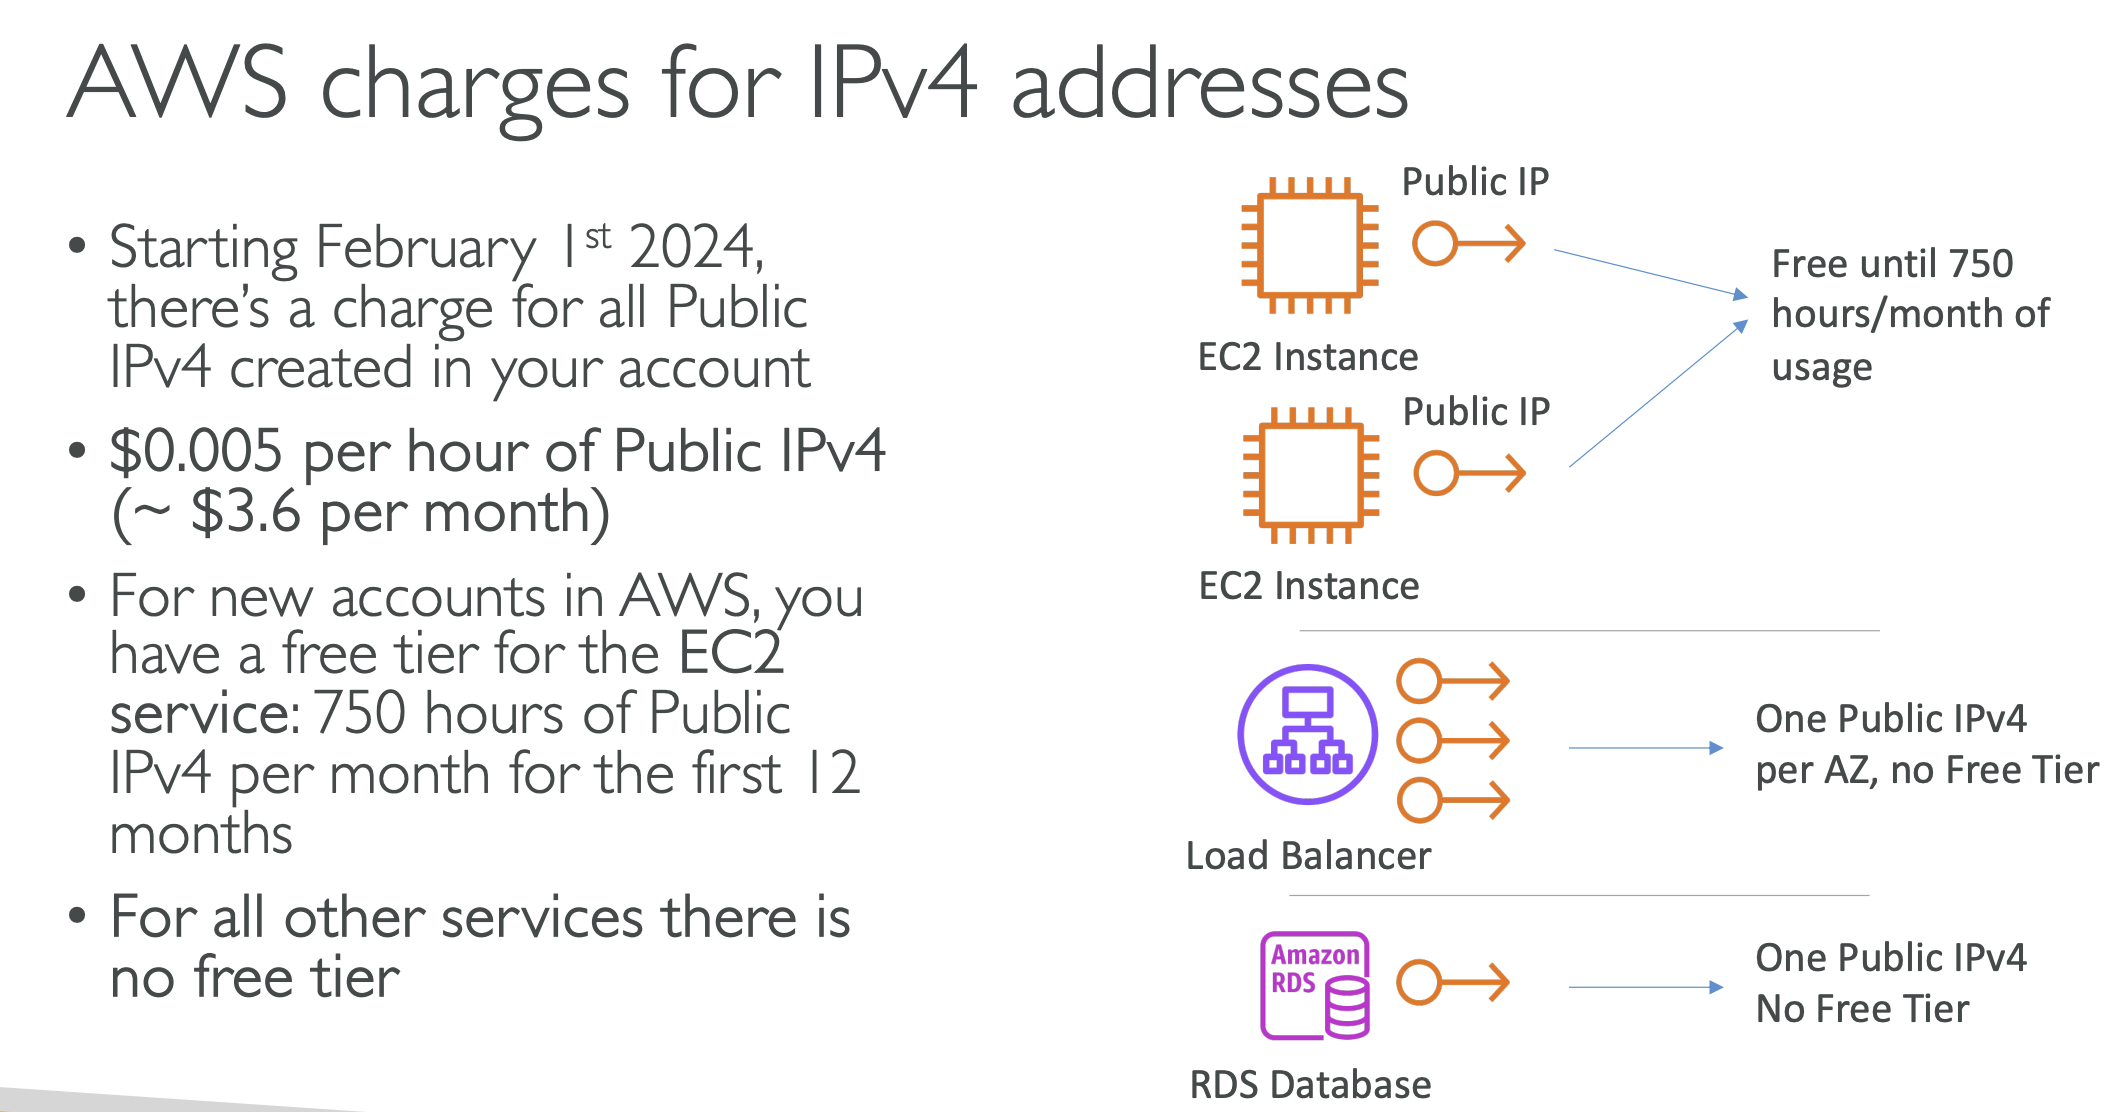 AWS charges for IPv4 addresses
• Starting February 1st 2024,
there's a charge for all Public
IPv4 created in your account
• $0.005 per hour of Public IPv4
(~ $3.6 per month)
• For new accounts in AWS, you
have a free tier for the EC2
service: 750 hours of Public
IPv4 per month for the first 12
months
• For all other services there is
no free tier
Public IP
EC2 Instance
Public IP
EC2 Instance
Free until 750
hours/month of
usage
Load Balancer
One Public IPv4
per AZ, no Free Tier
Amazon
RDS
RDS Database
One Public IPv4
No Free Tier